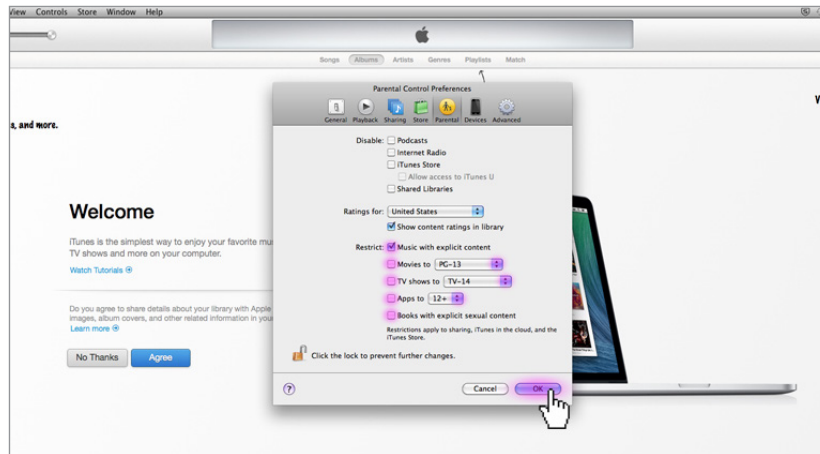 View Controls Store Window Help
Songs Albums Artists Genres Playlists Match
Parental Control Preferences
General Playback Sharing Store Parental Devices Advanced
s, and more.
Disable: Podcasts
Internet Radio
iTunes Store
Allow access to iTunes U
Shared Libraries
Welcome
Ratings for: United States
Show content ratings in library
iTunes is the simplest way to enjoy your favorite mu
TV shows and more on your computer.
Watch Tutorials
Restrict: Music with explicit content
Movies to PG-13
TV shows to TV-14
Apps to 12+
Books with explicit sexual content
Restrictions apply to sharing, iTunes in the cloud, and the
iTunes Store.
Do you agree to share details about your library with Apple
images, album covers, and other related information in your
Learn more
No Thanks Agree
Click the lock to prevent further changes.
? Cancel OK